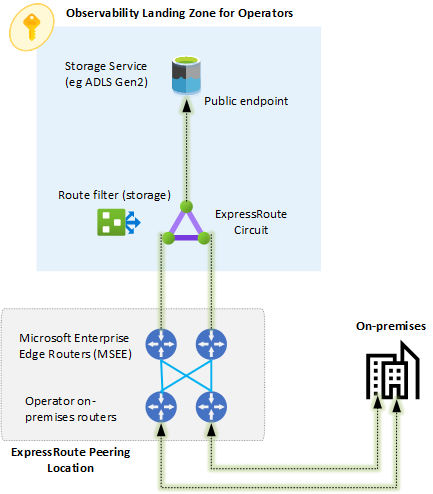 Observability Landing Zone for Operators
Storage Service
(eg ADLS Gen2)
Public endpoint
Route filter (storage)
ExpressRoute
Circuit
Microsoft Enterprise
Edge Routers (MSEE)
On-premises
Operator on-
premises routers
ExpressRoute Peering
Location